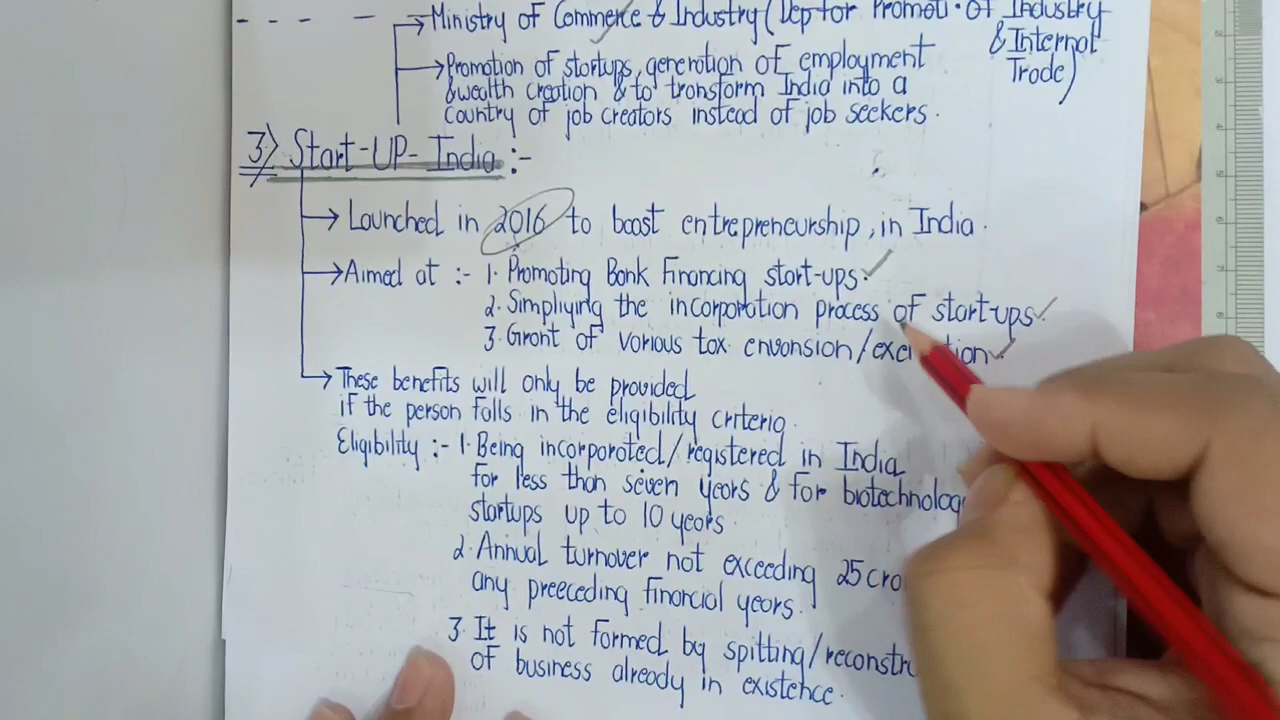 Ministry of Commerce & Industry (Dep for Promoti. Of Industry
& Internal
Trade)
Promotion of startups, generation of employment
& wealth creation & to transform India into a
country of job creators instead of job seekers.
3) Start-UP-India :-
Launched in 2016 to boost entrepreneurship, in India.
Aimed at :- 1. Promoting Bank Financing start-ups.
2. Simpliying the incorporation process of start-ups.
3. Grant of various tax envansion/
These benefits will only be provided
if the person falls in the eligibility criteria.
Eligibility :- 1. Being incorporated/registered in India
for less than seven years & for biotechnolog
startups up to 10 years.
2. Annual turnover not exceeding 25 cro
any preeceding financial years.
3. It is not formed by spitting/reconstr
of business already in existence.